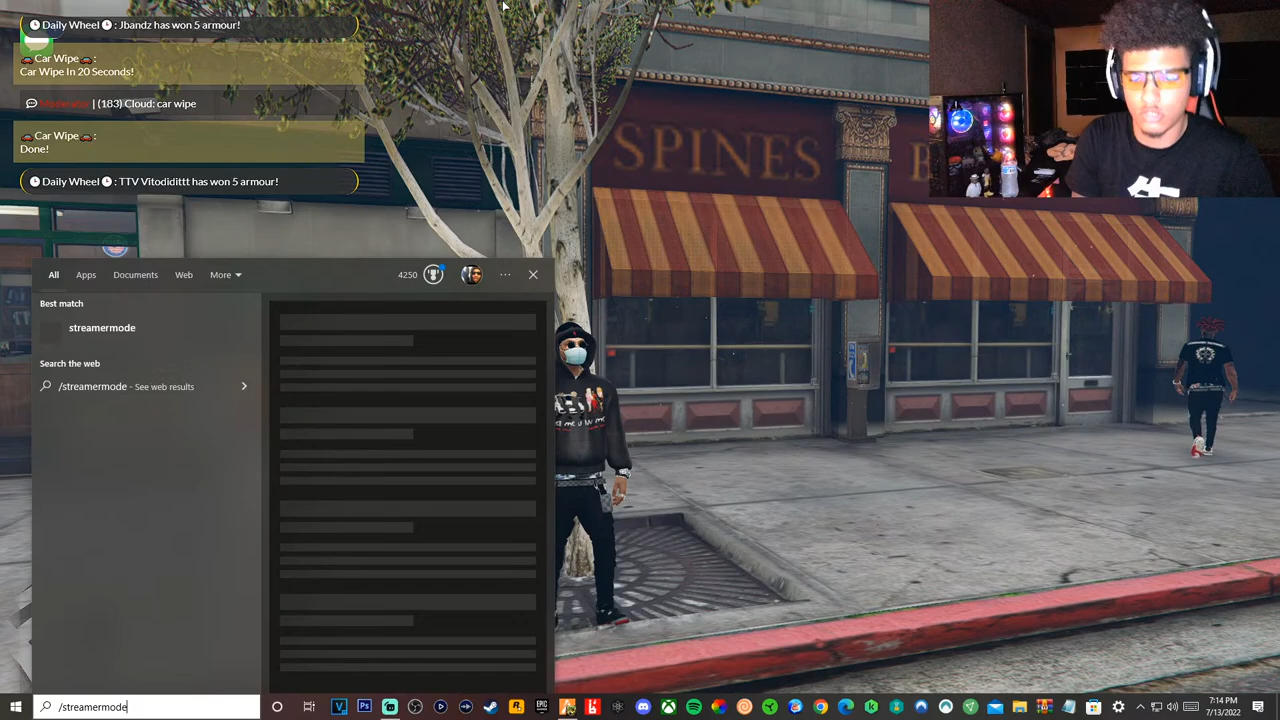 Daily Wheel : Jbandz has won 5 armour!
Car Wipe :
Car Wipe In 20 Seconds!
Moderator | (183) Cloud: car wipe
Car Wipe :
Done!
Daily Wheel : TTV Vitodidittt has won 5 armour!
SPINES
B
All Apps Documents Web More 4250
Best match
streamermode
Search the web
/streamermode - See web results
/streamermode
EPIC
7:14 PM
7/13/2022